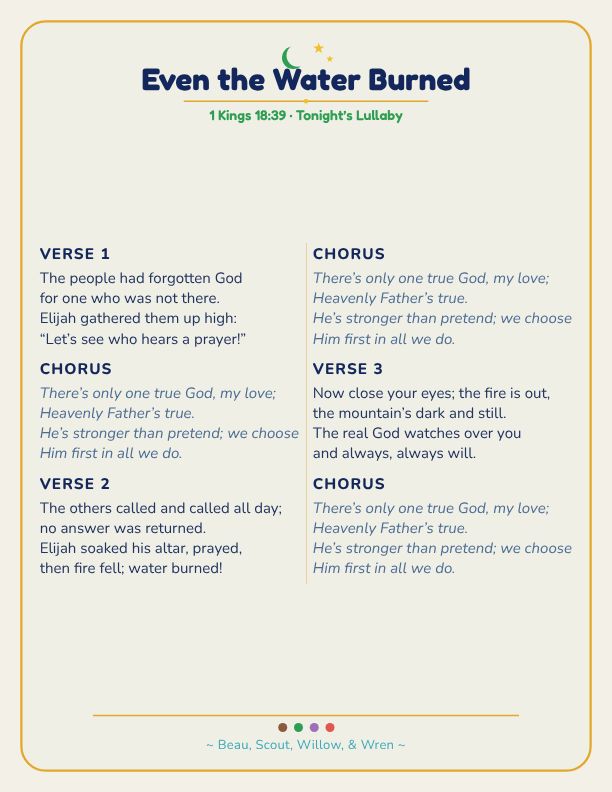 Even the Water Burned
1 Kings 18:39 · Tonight's Lullaby
VERSE 1
The people had forgotten God
for one who was not there.
Elijah gathered them up high:
“Let’s see who hears a prayer!”
CHORUS
There’s only one true God, my love;
Heavenly Father’s true.
He’s stronger than pretend; we choose
Him first in all we do.
VERSE 2
The others called and called all day;
no answer was returned.
Elijah soaked his altar, prayed,
then fire fell; water burned!
CHORUS
There’s only one true God, my love;
Heavenly Father’s true.
He’s stronger than pretend; we choose
Him first in all we do.
VERSE 3
Now close your eyes; the fire is out,
the mountain’s dark and still.
The real God watches over you
and always, always will.
CHORUS
There’s only one true God, my love;
Heavenly Father’s true.
He’s stronger than pretend; we choose
Him first in all we do.
~ Beau, Scout, Willow, & Wren ~